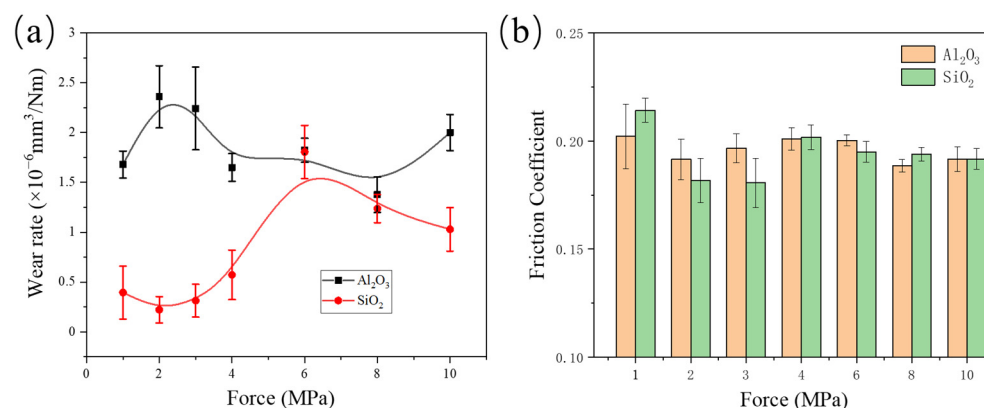 (a)
Wear rate (×10⁻⁶mm³/Nm)
3
2.5
2
1.5
1
0.5
0
Al₂O₃
SiO₂
0 2 4 6 8 10
Force (MPa)
(b)
Friction Coefficient
0.25
0.20
0.15
0.10
Al₂O₃
SiO₂
1 2 3 4 6 8 10
Force (MPa)